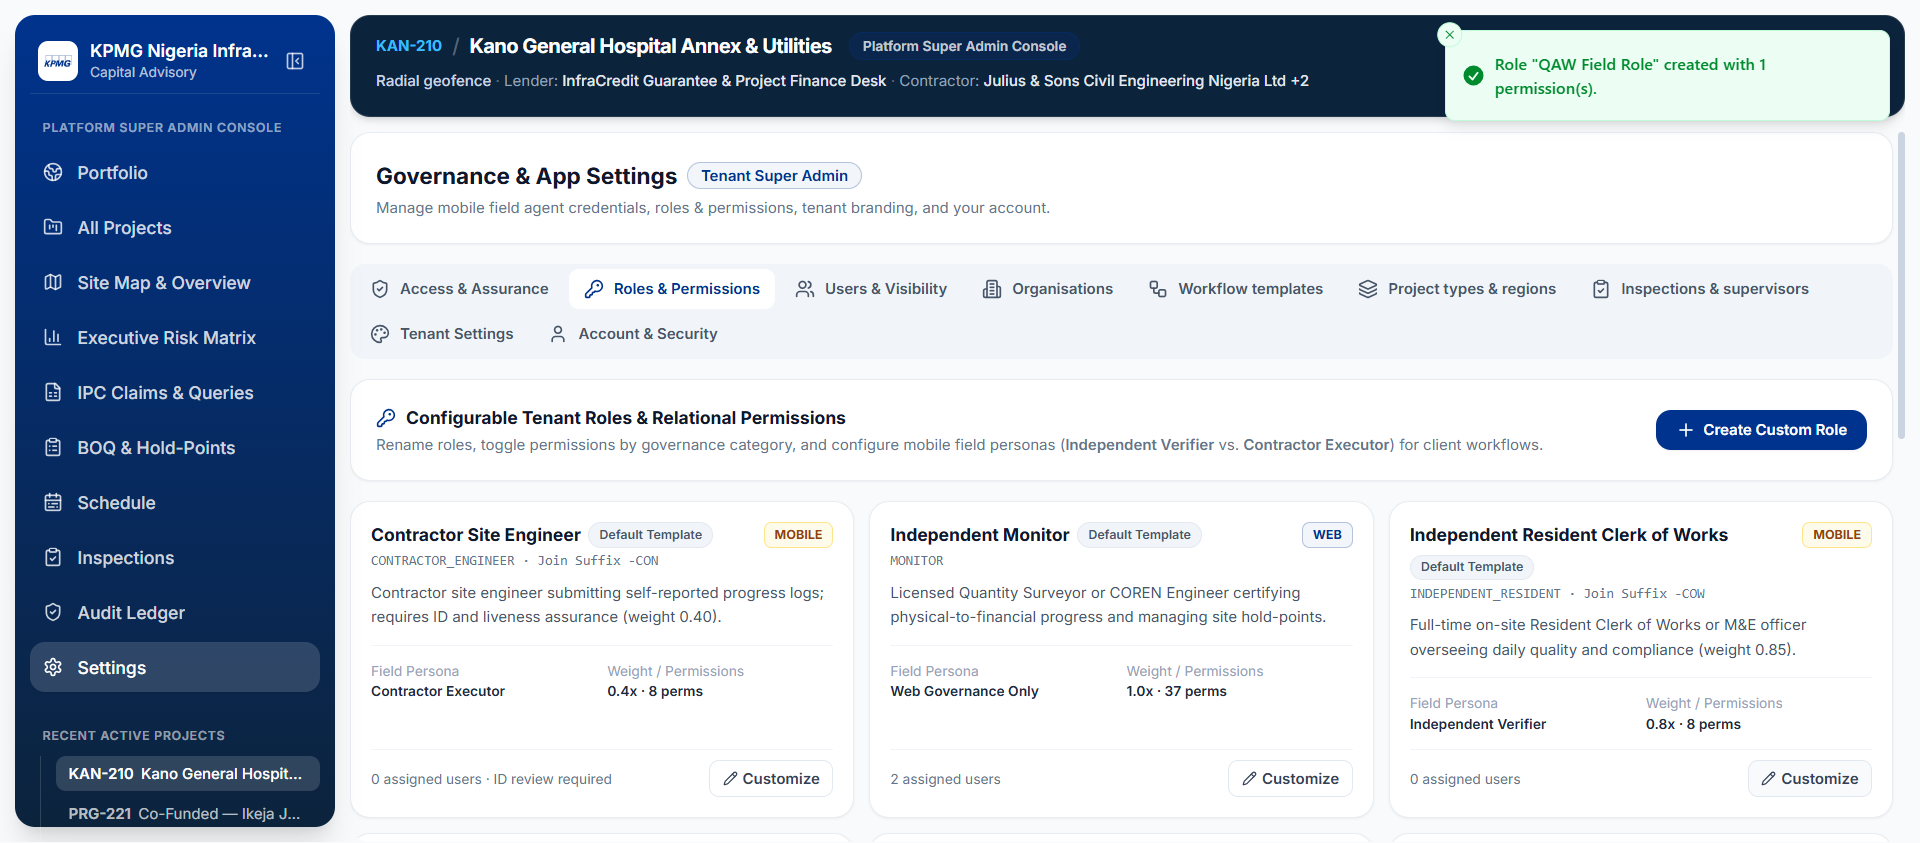 KPMG
KPMG Nigeria Infra...
Capital Advisory
PLATFORM SUPER ADMIN CONSOLE
Portfolio
All Projects
Site Map & Overview
Executive Risk Matrix
IPC Claims & Queries
BOQ & Hold-Points
Schedule
Inspections
Audit Ledger
Settings
RECENT ACTIVE PROJECTS
KAN-210 Kano General Hospit...
PRG-221 Co-Funded — Ikeja J...
KAN-210 / Kano General Hospital Annex & Utilities Platform Super Admin Console
Radial geofence · Lender: InfraCredit Guarantee & Project Finance Desk · Contractor: Julius & Sons Civil Engineering Nigeria Ltd +2
Role "QAW Field Role" created with 1
permission(s).
Governance & App Settings Tenant Super Admin
Manage mobile field agent credentials, roles & permissions, tenant branding, and your account.
Access & Assurance Roles & Permissions Users & Visibility Organisations Workflow templates Project types & regions Inspections & supervisors
Tenant Settings Account & Security
Configurable Tenant Roles & Relational Permissions
Rename roles, toggle permissions by governance category, and configure mobile field personas (Independent Verifier vs. Contractor Executor) for client workflows.
Create Custom Role
Contractor Site Engineer Default Template MOBILE
CONTRACTOR_ENGINEER · Join Suffix -CON
Contractor site engineer submitting self-reported progress logs;
requires ID and liveness assurance (weight 0.40).
Field Persona Weight / Permissions
Contractor Executor 0.4x · 8 perms
0 assigned users · ID review required Customize
Independent Monitor Default Template WEB
MONITOR
Licensed Quantity Surveyor or COREN Engineer certifying
physical-to-financial progress and managing site hold-points.
Field Persona Weight / Permissions
Web Governance Only 1.0x · 37 perms
2 assigned users Customize
Independent Resident Clerk of Works MOBILE
Default Template
INDEPENDENT_RESIDENT · Join Suffix -COW
Full-time on-site Resident Clerk of Works or M&E officer
overseeing daily quality and compliance (weight 0.85).
Field Persona Weight / Permissions
Independent Verifier 0.8x · 8 perms
0 assigned users Customize